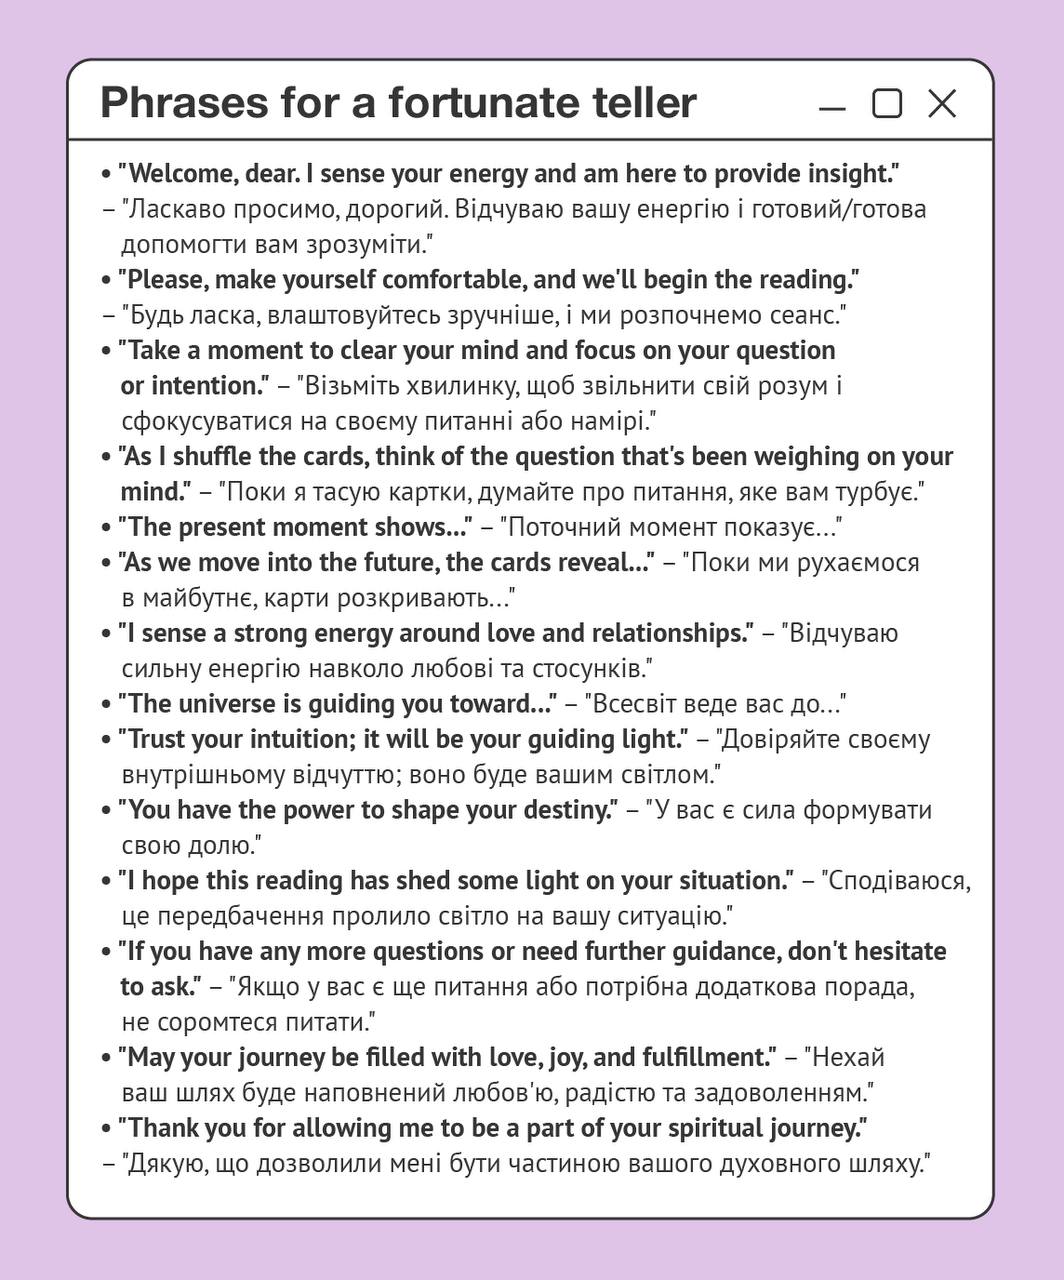 Phrases for a fortunate teller
• "Welcome, dear. I sense your energy and am here to provide insight."
– "Ласкаво просимо, дорогий. Відчуваю вашу енергію і готовий/готова
допомогти вам зрозуміти."
• "Please, make yourself comfortable, and we'll begin the reading."
– "Будь ласка, влаштовуйтесь зручніше, і ми розпочнемо сеанс."
• "Take a moment to clear your mind and focus on your question
or intention." – "Візьміть хвилинку, щоб звільнити свій розум і
сфокусуватися на своєму питанні або намірі."
• "As I shuffle the cards, think of the question that's been weighing on your
mind." – "Поки я тасую картки, думайте про питання, яке вам турбує."
• "The present moment shows..." – "Поточний момент показує..."
• "As we move into the future, the cards reveal..." – "Поки ми рухаємося
в майбутнє, карти розкривають..."
• "I sense a strong energy around love and relationships." – "Відчуваю
сильну енергію навколо любові та стосунків."
• "The universe is guiding you toward..." – "Всесвіт веде вас до..."
• "Trust your intuition; it will be your guiding light." – "Довіряйте своєму
внутрішньому відчуттю; воно буде вашим світлом."
• "You have the power to shape your destiny." – "У вас є сила формувати
свою долю."
• "I hope this reading has shed some light on your situation." – "Сподіваюся,
це передбачення пролило світло на вашу ситуацію."
• "If you have any more questions or need further guidance, don't hesitate
to ask." – "Якщо у вас є ще питання або потрібна додаткова порада,
не соромтеся питати."
• "May your journey be filled with love, joy, and fulfillment." – "Нехай
ваш шлях буде наповнений любов'ю, радістю та задоволенням."
• "Thank you for allowing me to be a part of your spiritual journey."
– "Дякую, що дозволили мені бути частиною вашого духовного шляху."